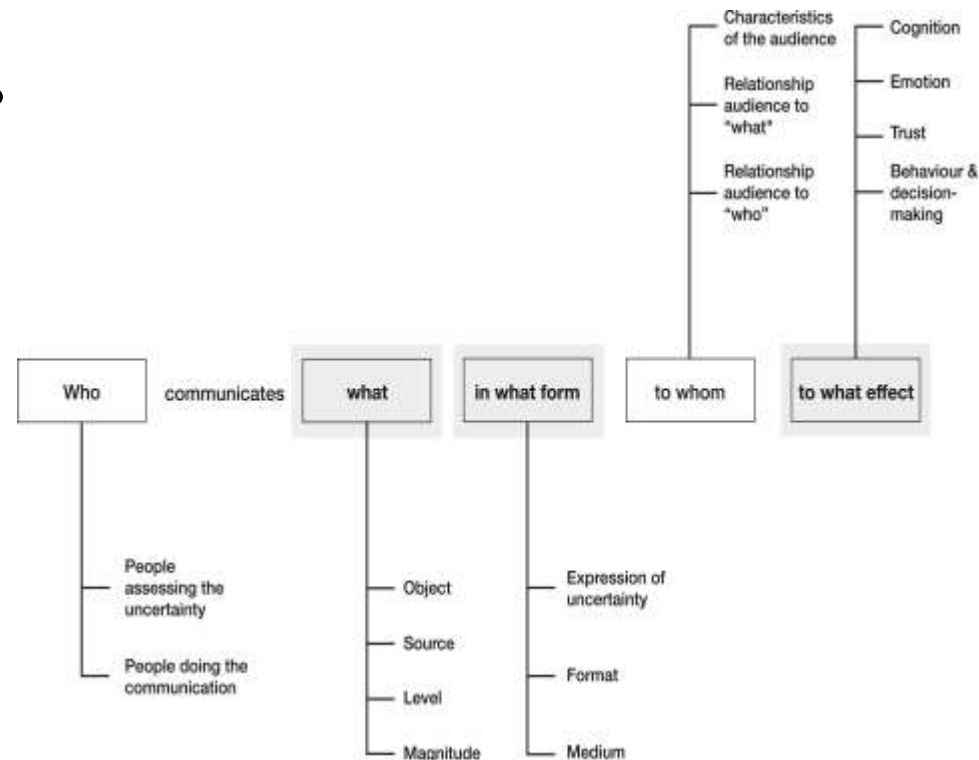 Characteristics
of the audience
Relationship
audience to
"what"
Relationship
audience to
"who"
Cognition
Emotion
Trust
Behaviour &
decision-
making
Who
communicates
what
in what form
to whom
to what effect
People
assessing the
uncertainty
People doing the
communication
Object
Source
Level
Magnitude
Expression of
uncertainty
Format
Medium